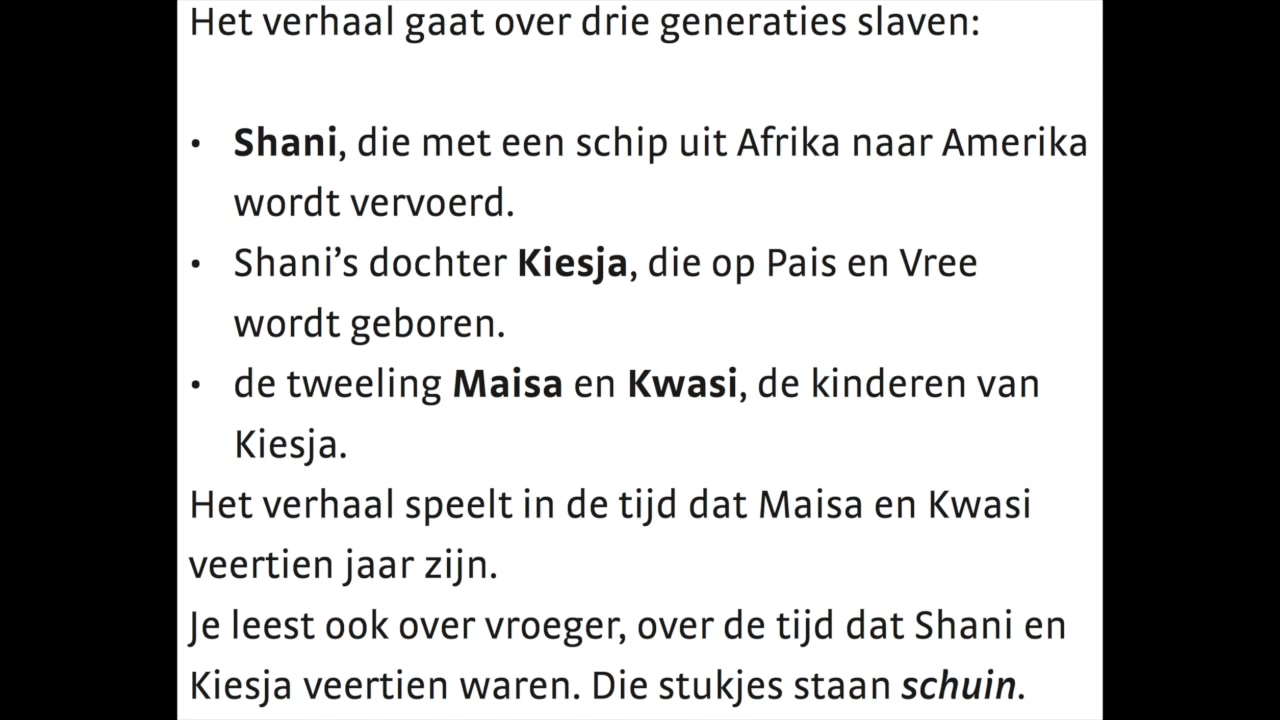 Het verhaal gaat over drie generaties slaven:
• Shani, die met een schip uit Afrika naar Amerika
wordt vervoerd.
• Shani’s dochter Kiesja, die op Pais en Vree
wordt geboren.
• de tweeling Maisa en Kwasi, de kinderen van
Kiesja.
Het verhaal speelt in de tijd dat Maisa en Kwasi
veertien jaar zijn.
Je leest ook over vroeger, over de tijd dat Shani en
Kiesja veertien waren. Die stukjes staan schuin.